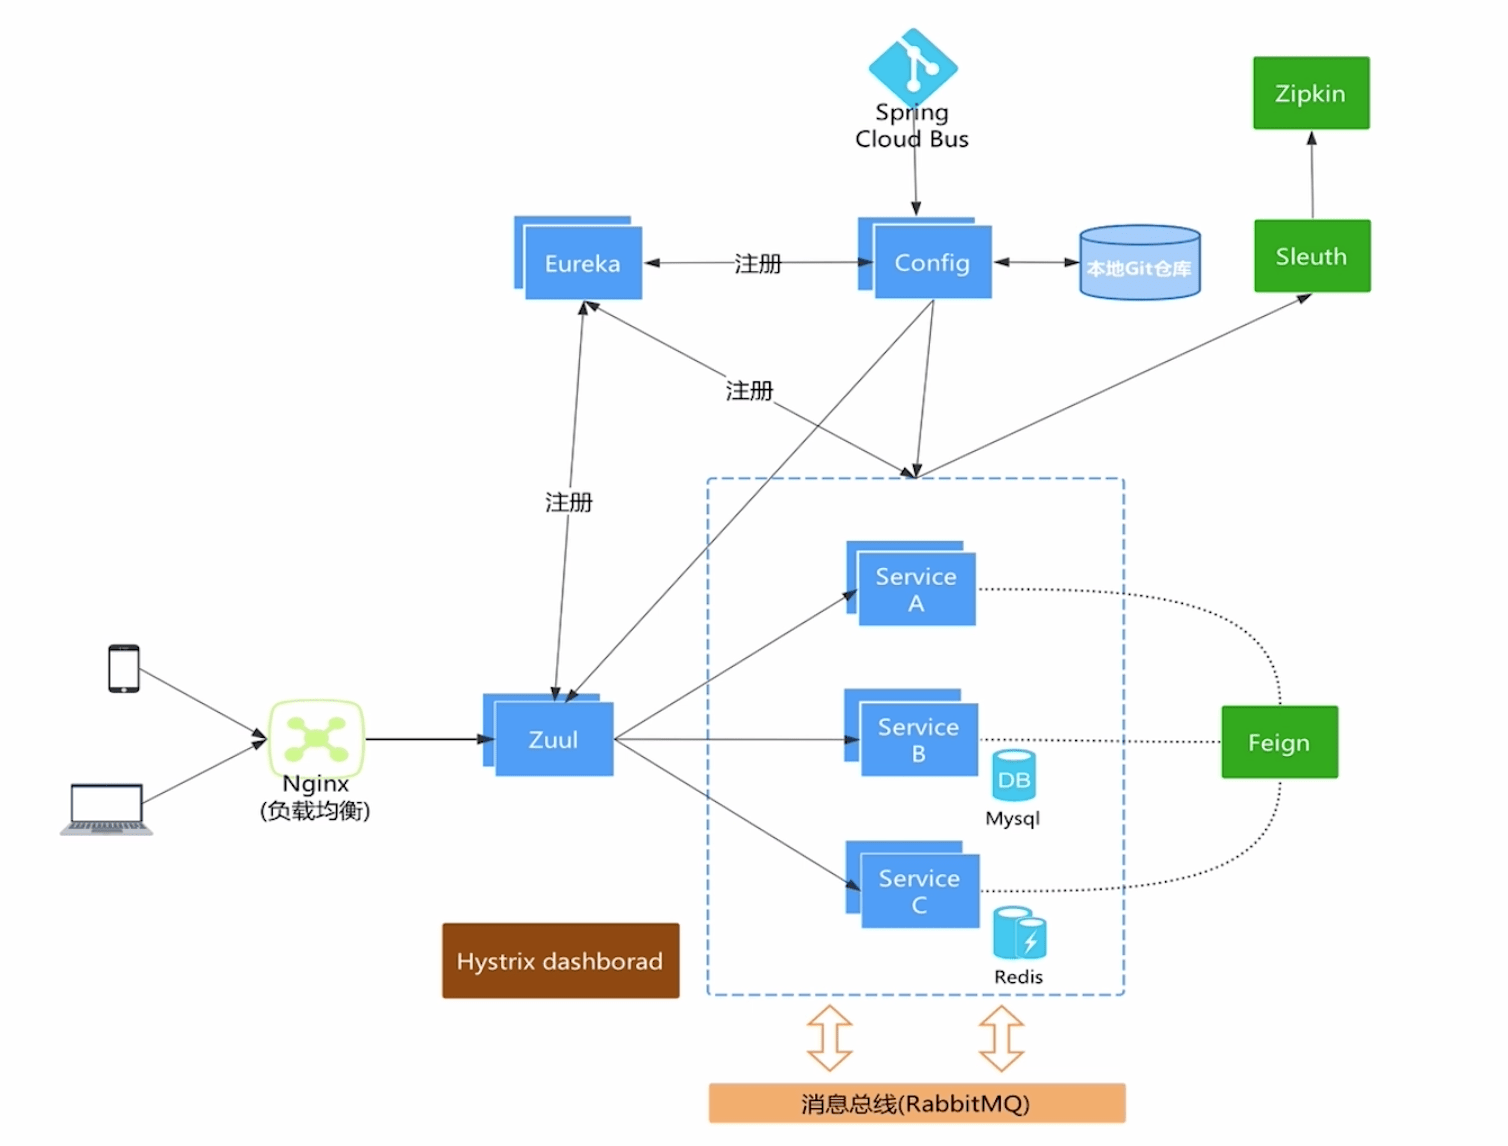 Spring
Cloud Bus
Zipkin
Eureka
注册
Config
本地Git仓库
Sleuth
注册
注册
Service
A
Nginx
(负载均衡)
Zuul
Service
B
DB
Mysql
Feign
Service
C
Redis
Hystrix dashborad
消息总线(RabbitMQ)